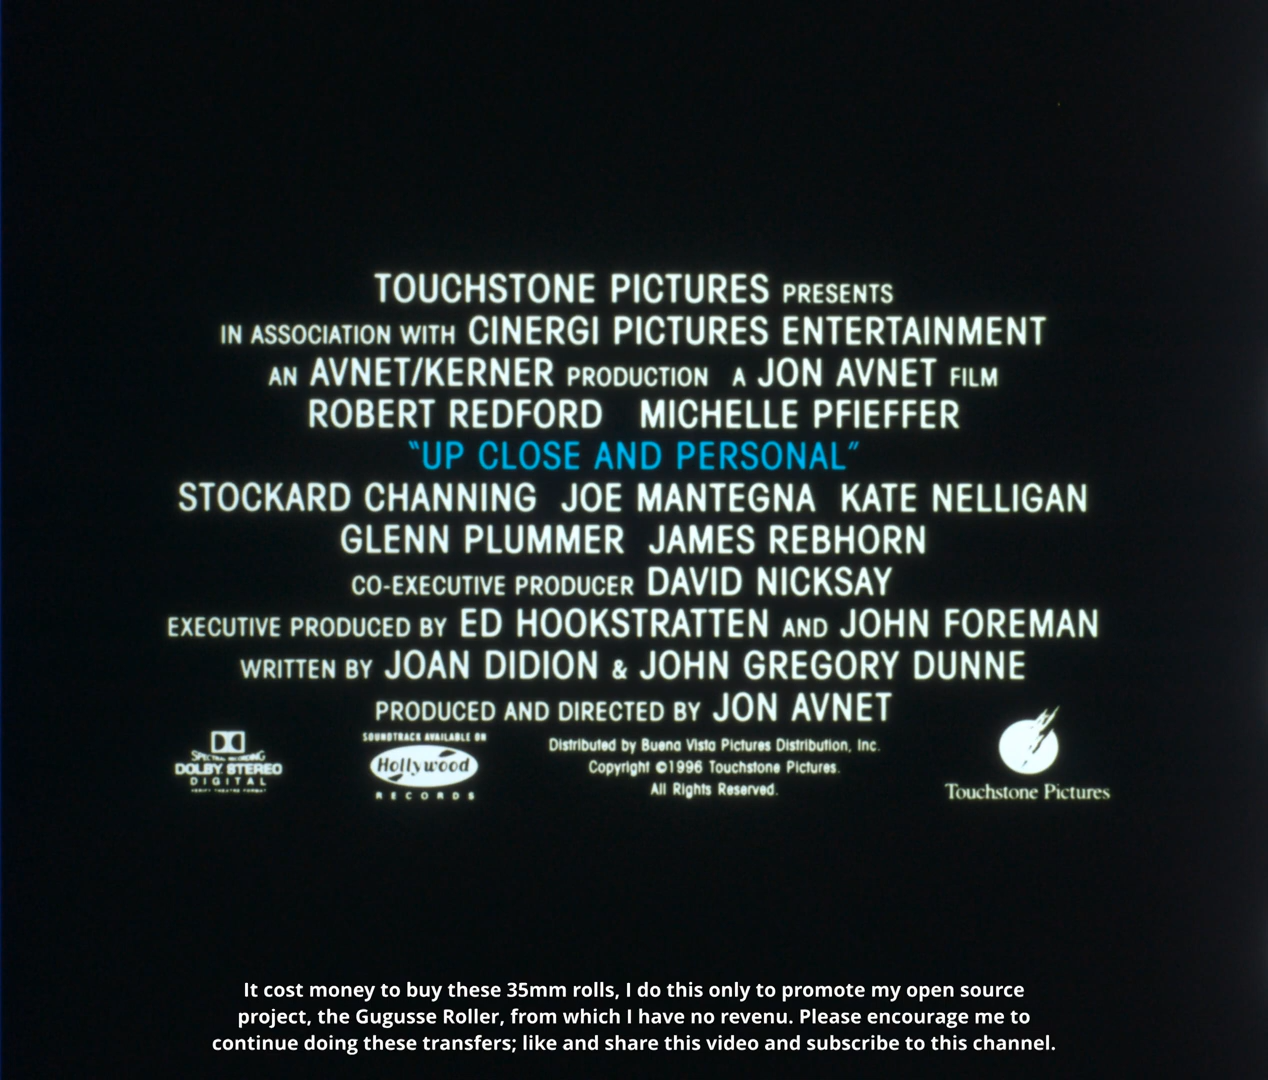 TOUCHSTONE PICTURES PRESENTS
IN ASSOCIATION WITH CINERGI PICTURES ENTERTAINMENT
AN AVNET/KERNER PRODUCTION A JON AVNET FILM
ROBERT REDFORD MICHELLE PFIEFFER
"UP CLOSE AND PERSONAL"
STOCKARD CHANNING JOE MANTEGNA KATE NELLIGAN
GLENN PLUMMER JAMES REBHORN
CO-EXECUTIVE PRODUCER DAVID NICKSAY
EXECUTIVE PRODUCED BY ED HOOKSTRATTEN AND JOHN FOREMAN
WRITTEN BY JOAN DIDION & JOHN GREGORY DUNNE
PRODUCED AND DIRECTED BY JON AVNET
SPECTRAL RECORDING
DOLBY STEREO
DIGITAL
VERIFY THEATRE FORMAT
SOUNDTRACK AVAILABLE ON
Hollywood
RECORDS
Distributed by Buena Vista Pictures Distribution, Inc.
Copyright ©1996 Touchstone Pictures.
All Rights Reserved.
Touchstone Pictures
It cost money to buy these 35mm rolls, I do this only to promote my open source
project, the Gugusse Roller, from which I have no revenu. Please encourage me to
continue doing these transfers; like and share this video and subscribe to this channel.